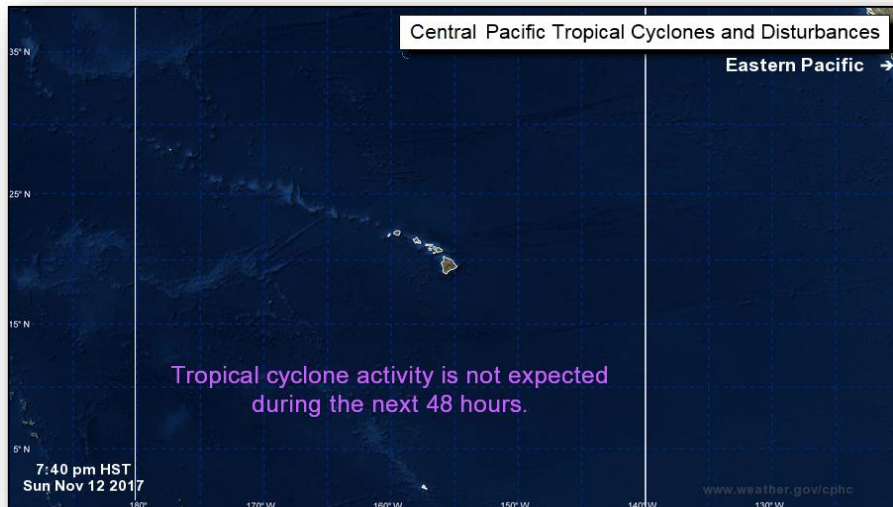 Central Pacific Tropical Cyclones and Disturbances
35° N
Eastern Pacific →
25° N
15° N
Tropical cyclone activity is not expected
during the next 48 hours.
5° N
7:40 pm HST
Sun Nov 12 2017
www.weather.gov/cphc
180° 170° W 160° W 150° W 140° W 130° W